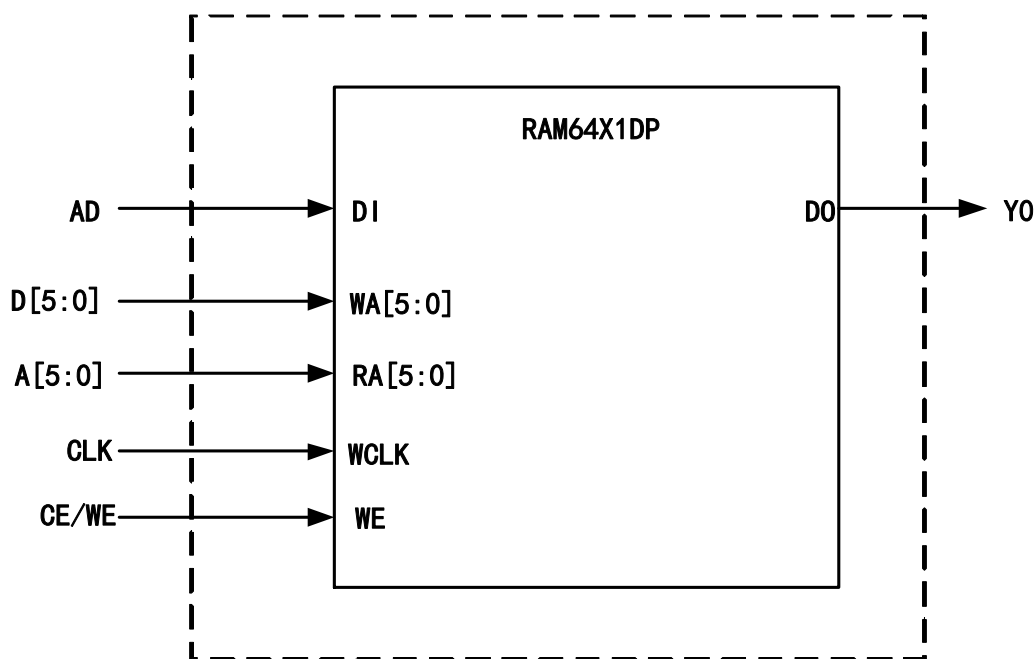 RAM64X1DP
AD DI DO Y0
D[5:0] WA[5:0]
A[5:0] RA[5:0]
CLK WCLK
CE/WE WE